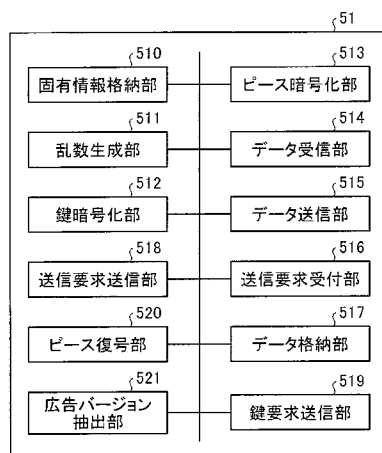 51
510
固有情報格納部
513
ピース暗号化部
511
乱数生成部
514
データ受信部
512
鍵暗号化部
515
データ送信部
518
送信要求送信部
516
送信要求受付部
520
ピース復号部
517
データ格納部
521
広告バージョン
抽出部
519
鍵要求送信部